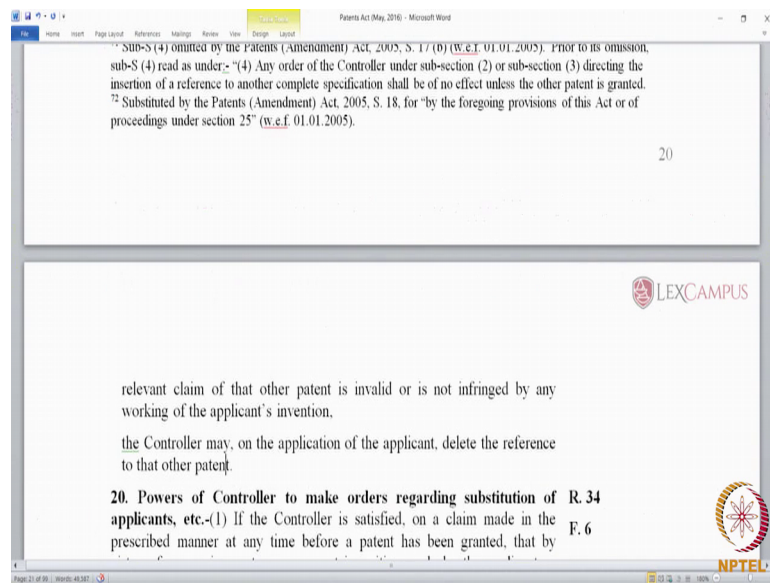 Patents Act (May, 2016) - Microsoft Word
Table Tools
File Home Insert Page Layout References Mailings Review View Design Layout
Sub-S (4) omitted by the Patents (Amendment) Act, 2005, S. 17 (b) (w.e.f. 01.01.2005). Prior to its omission,
sub-S (4) read as under:- “(4) Any order of the Controller under sub-section (2) or sub-section (3) directing the
insertion of a reference to another complete specification shall be of no effect unless the other patent is granted.
72 Substituted by the Patents (Amendment) Act, 2005, S. 18, for “by the foregoing provisions of this Act or of
proceedings under section 25” (w.e.f. 01.01.2005).
20
LEXCAMPUS
relevant claim of that other patent is invalid or is not infringed by any
working of the applicant's invention,
the Controller may, on the application of the applicant, delete the reference
to that other patent.
20. Powers of Controller to make orders regarding substitution of R. 34
applicants, etc.-(1) If the Controller is satisfied, on a claim made in the
F. 6
prescribed manner at any time before a patent has been granted, that by
NPTEL
Page: 21 of 90 Words: 49,387
100%